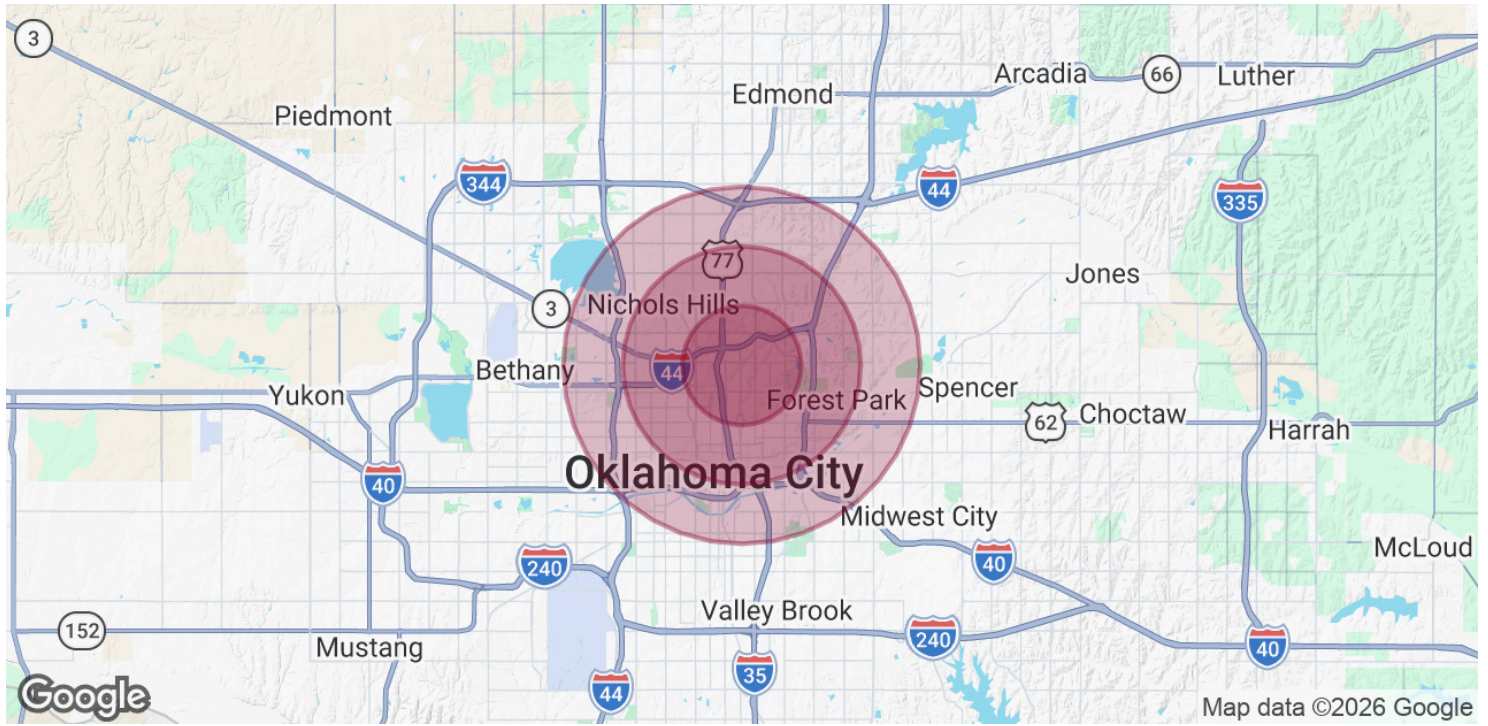 3
Arcadia
66
Luther
Edmond
Piedmont
344
44
335
77
Jones
Nichols Hills
3
44
Bethany
Spencer
Yukon
Forest Park
Choctaw
62
Harrah
Oklahoma City
40
Midwest City
McLoud
40
240
Valley Brook
152
Mustang
240
40
35
44
Google
Map data ©2026 Google